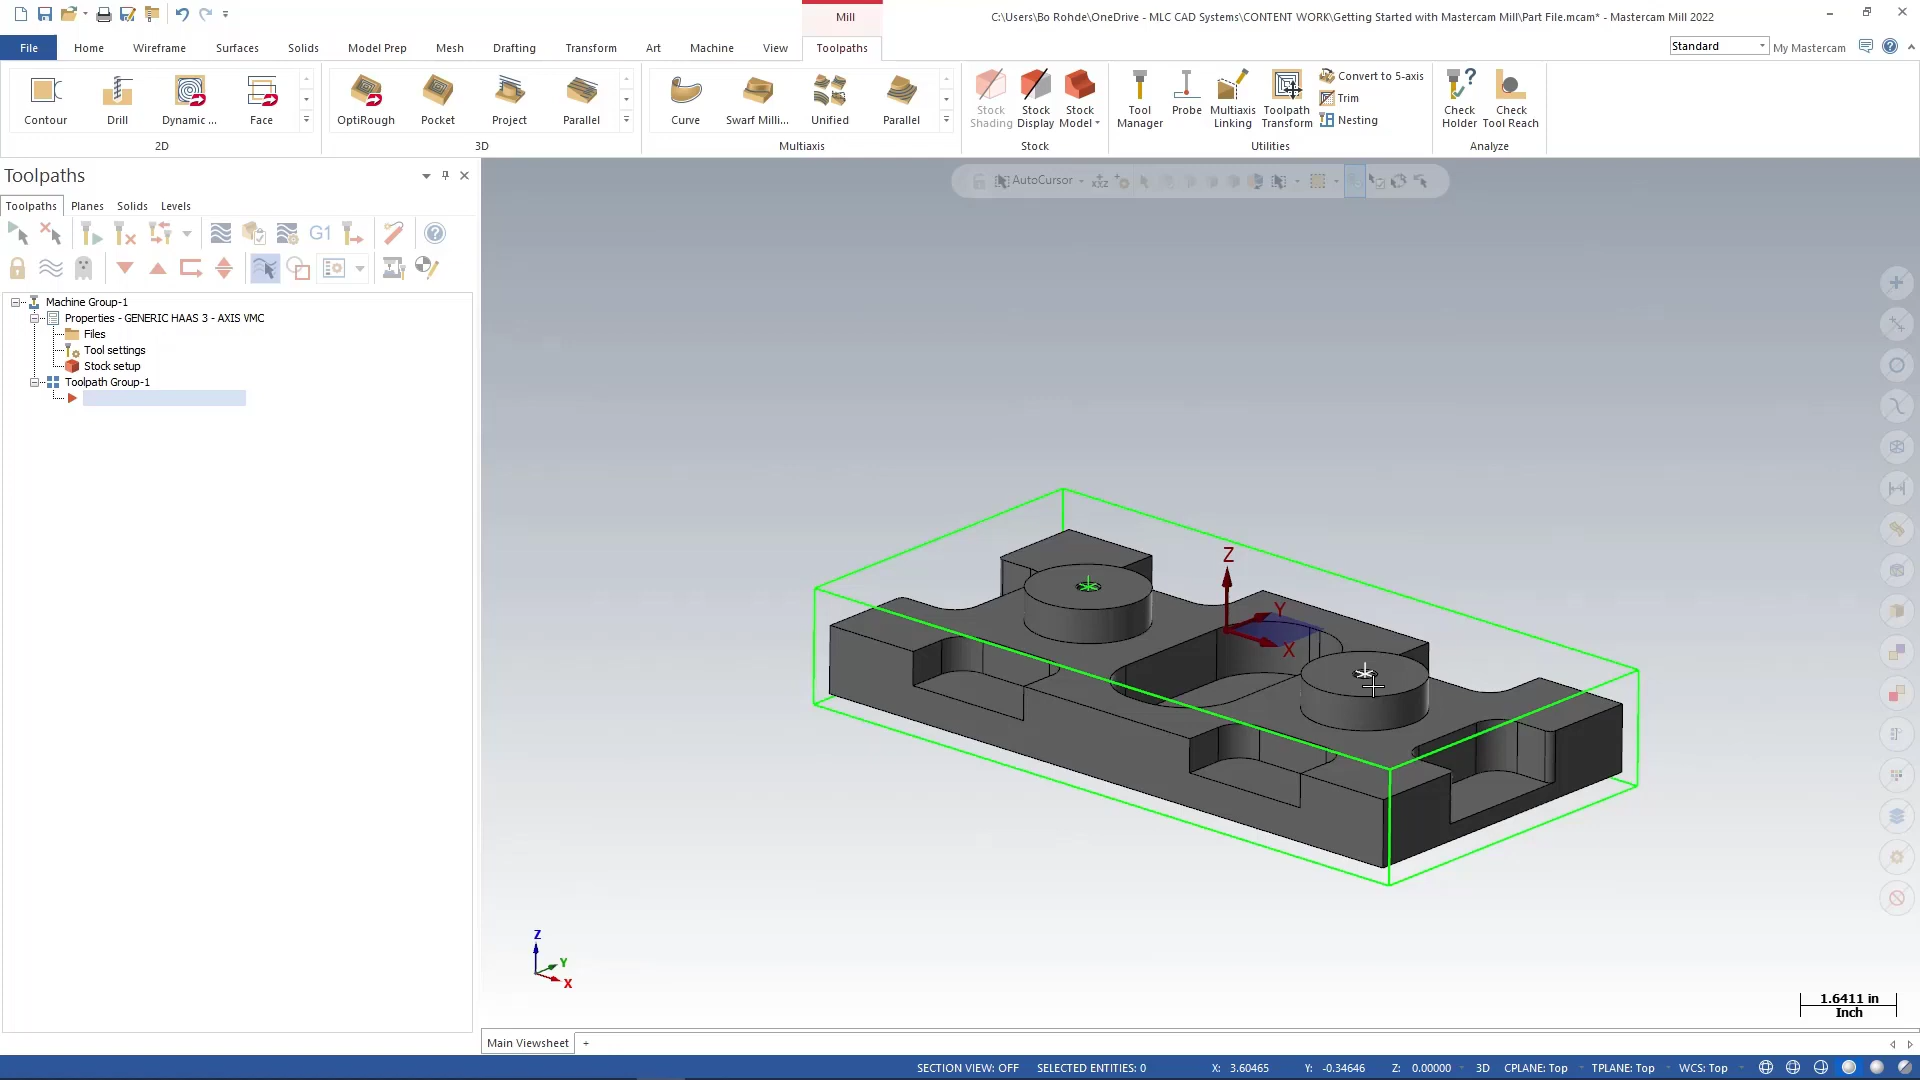 Mill
C:\Users\Bo Rohde\OneDrive - MLC CAD Systems\CONTENT WORK\Getting Started with Mastercam Mill\Part File.mcam* - Mastercam Mill 2022
File Home Wireframe Surfaces Solids Model Prep Mesh Drafting Transform Art Machine View Toolpaths
Standard My Mastercam
Contour Drill Dynamic ... Face
2D
OptiRough Pocket Project Parallel
3D
Curve Swarf Milli... Unified Parallel
Multiaxis
Stock Shading
Stock Display
Stock Model
Stock
Tool Manager
Probe
Multiaxis Linking
Toolpath Transform
Convert to 5-axis
Trim
Nesting
Utilities
Check Holder
Check Tool Reach
Analyze
Toolpaths
Toolpaths Planes Solids Levels
G1
AutoCursor
xyz
Machine Group-1
Properties - GENERIC HAAS 3 - AXIS VMC
Files
Tool settings
Stock setup
Toolpath Group-1
Z
Y
X
Z
Y
X
1.6411 in
Inch
Main Viewsheet +
SECTION VIEW: OFF SELECTED ENTITIES: 0 X: 3.60465 Y: -0.34646 Z: 0.00000 3D CPLANE: Top TPLANE: Top WCS: Top